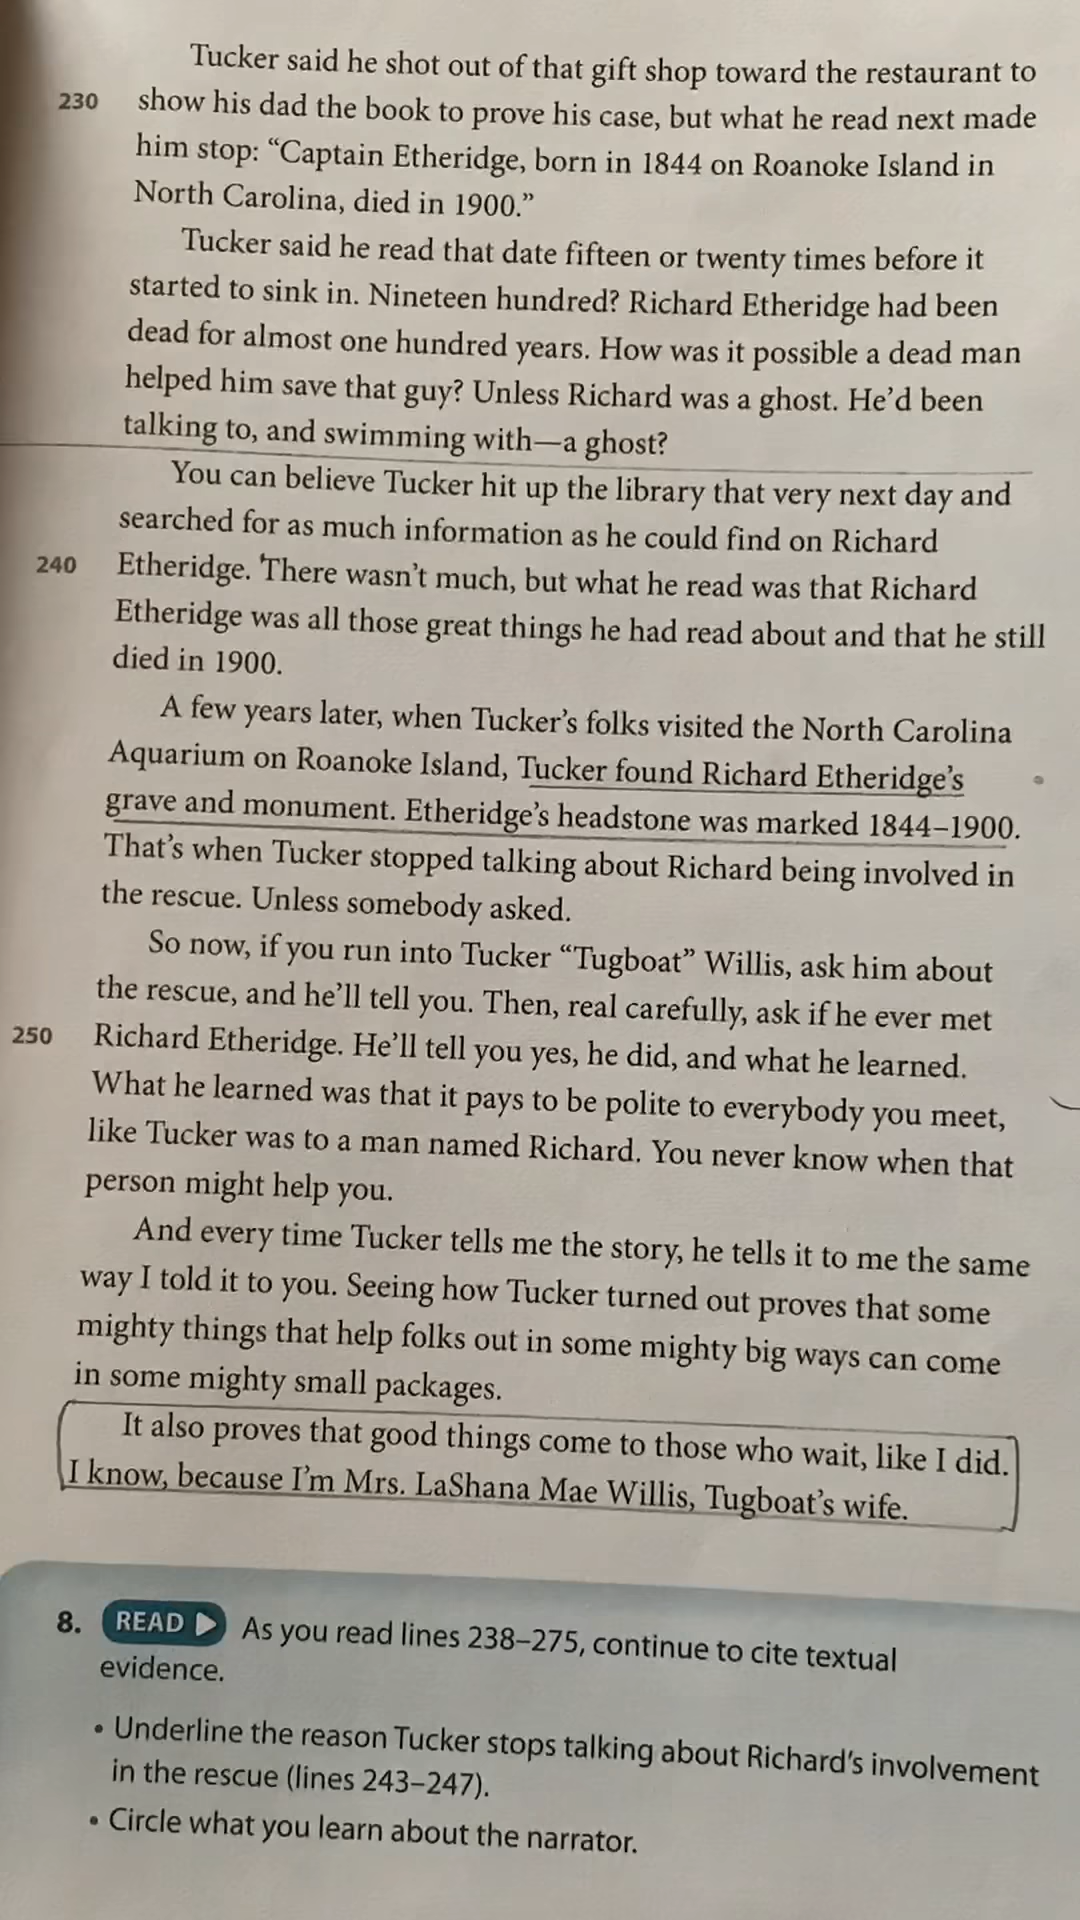 Tucker said he shot out of that gift shop toward the restaurant to
230 show his dad the book to prove his case, but what he read next made
him stop: “Captain Etheridge, born in 1844 on Roanoke Island in
North Carolina, died in 1900.”
Tucker said he read that date fifteen or twenty times before it
started to sink in. Nineteen hundred? Richard Etheridge had been
dead for almost one hundred years. How was it possible a dead man
helped him save that guy? Unless Richard was a ghost. He’d been
talking to, and swimming with—a ghost?
You can believe Tucker hit up the library that very next day and
searched for as much information as he could find on Richard
240 Etheridge. There wasn’t much, but what he read was that Richard
Etheridge was all those great things he had read about and that he still
died in 1900.
A few years later, when Tucker’s folks visited the North Carolina
Aquarium on Roanoke Island, Tucker found Richard Etheridge’s
grave and monument. Etheridge’s headstone was marked 1844–1900.
That’s when Tucker stopped talking about Richard being involved in
the rescue. Unless somebody asked.
So now, if you run into Tucker “Tugboat” Willis, ask him about
the rescue, and he’ll tell you. Then, real carefully, ask if he ever met
250 Richard Etheridge. He’ll tell you yes, he did, and what he learned.
What he learned was that it pays to be polite to everybody you meet,
like Tucker was to a man named Richard. You never know when that
person might help you.
And every time Tucker tells me the story, he tells it to me the same
way I told it to you. Seeing how Tucker turned out proves that some
mighty things that help folks out in some mighty big ways can come
in some mighty small packages.
It also proves that good things come to those who wait, like I did.
I know, because I’m Mrs. LaShana Mae Willis, Tugboat’s wife.
8. READ As you read lines 238–275, continue to cite textual
evidence.
• Underline the reason Tucker stops talking about Richard’s involvement
in the rescue (lines 243–247).
• Circle what you learn about the narrator.